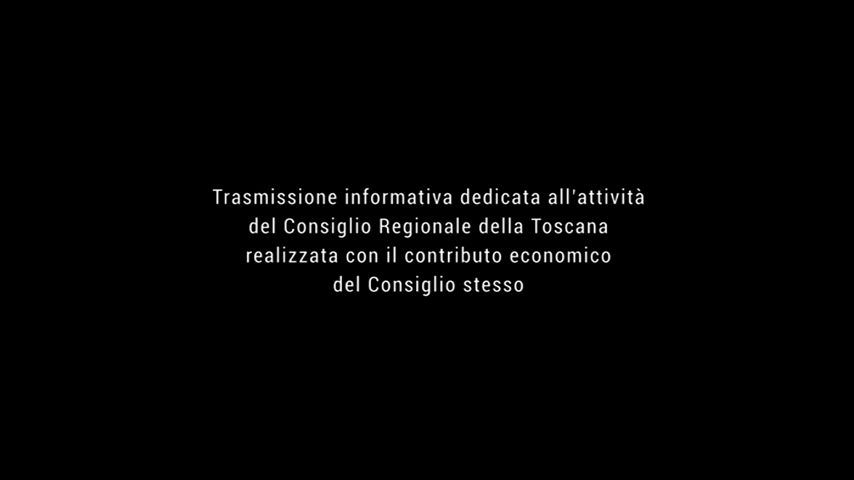 Trasmissione informativa dedicata all'attività
del Consiglio Regionale della Toscana
realizzata con il contributo economico
del Consiglio stesso